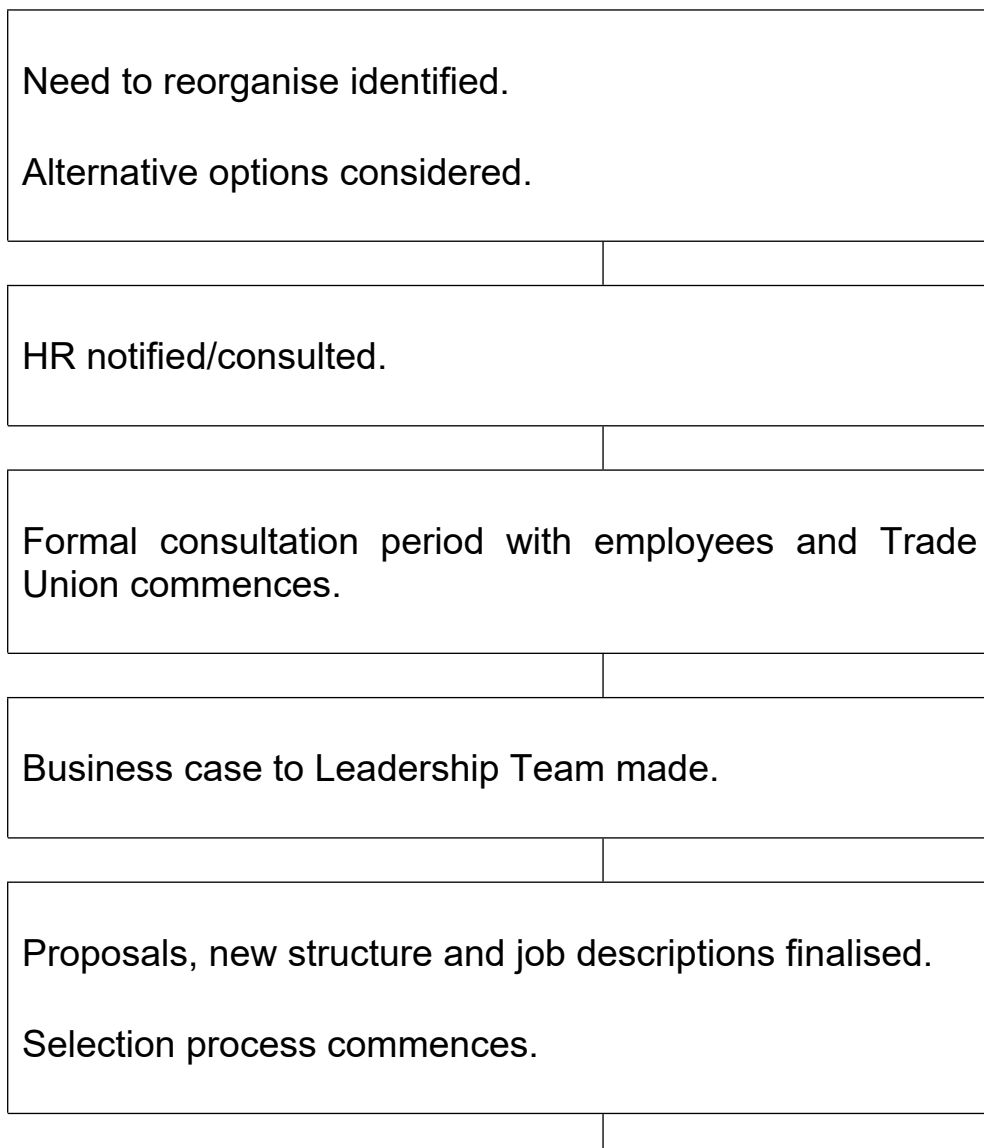 Need to reorganise identified.
Alternative options considered.
HR notified/consulted.
Formal consultation period with employees and Trade
Union commences.
Business case to Leadership Team made.
Proposals, new structure and job descriptions finalised.
Selection process commences.